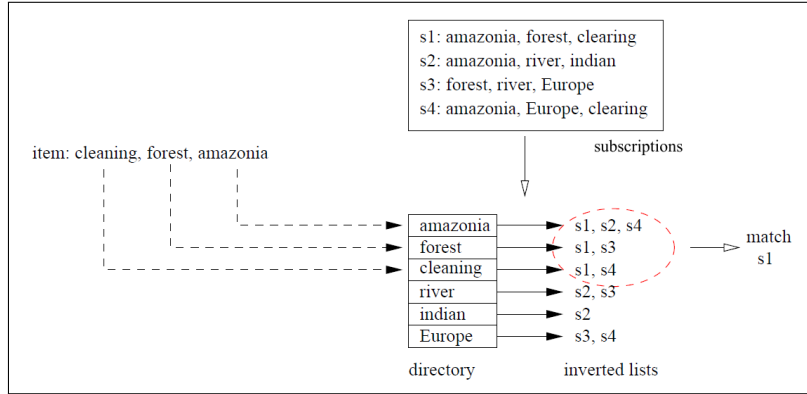 s1: amazonia, forest, clearing
s2: amazonia, river, indian
s3: forest, river, Europe
s4: amazonia, Europe, clearing
subscriptions
item: cleaning, forest, amazonia
amazonia s1, s2, s4
forest s1, s3
cleaning s1, s4
river s2, s3
indian s2
Europe s3, s4
match
s1
directory inverted lists